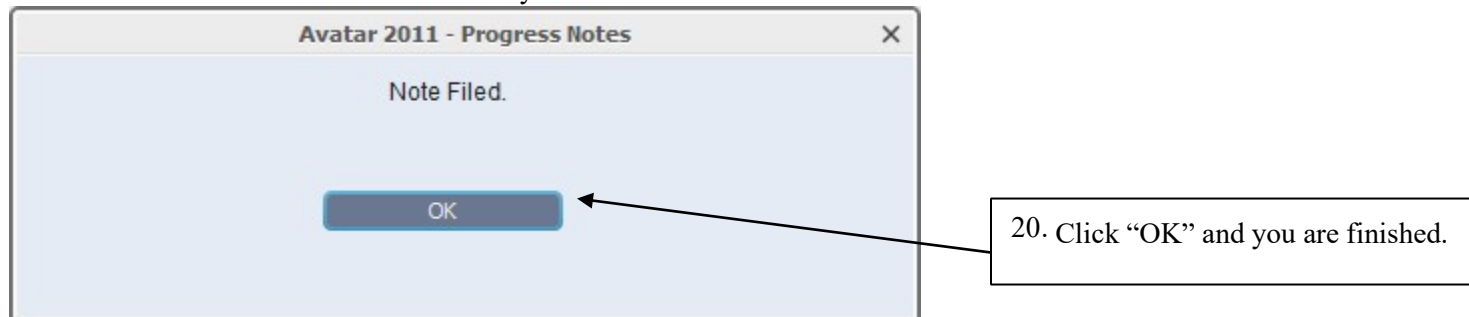 Avatar 2011 - Progress Notes
Note Filed.
OK
20. Click “OK” and you are finished.